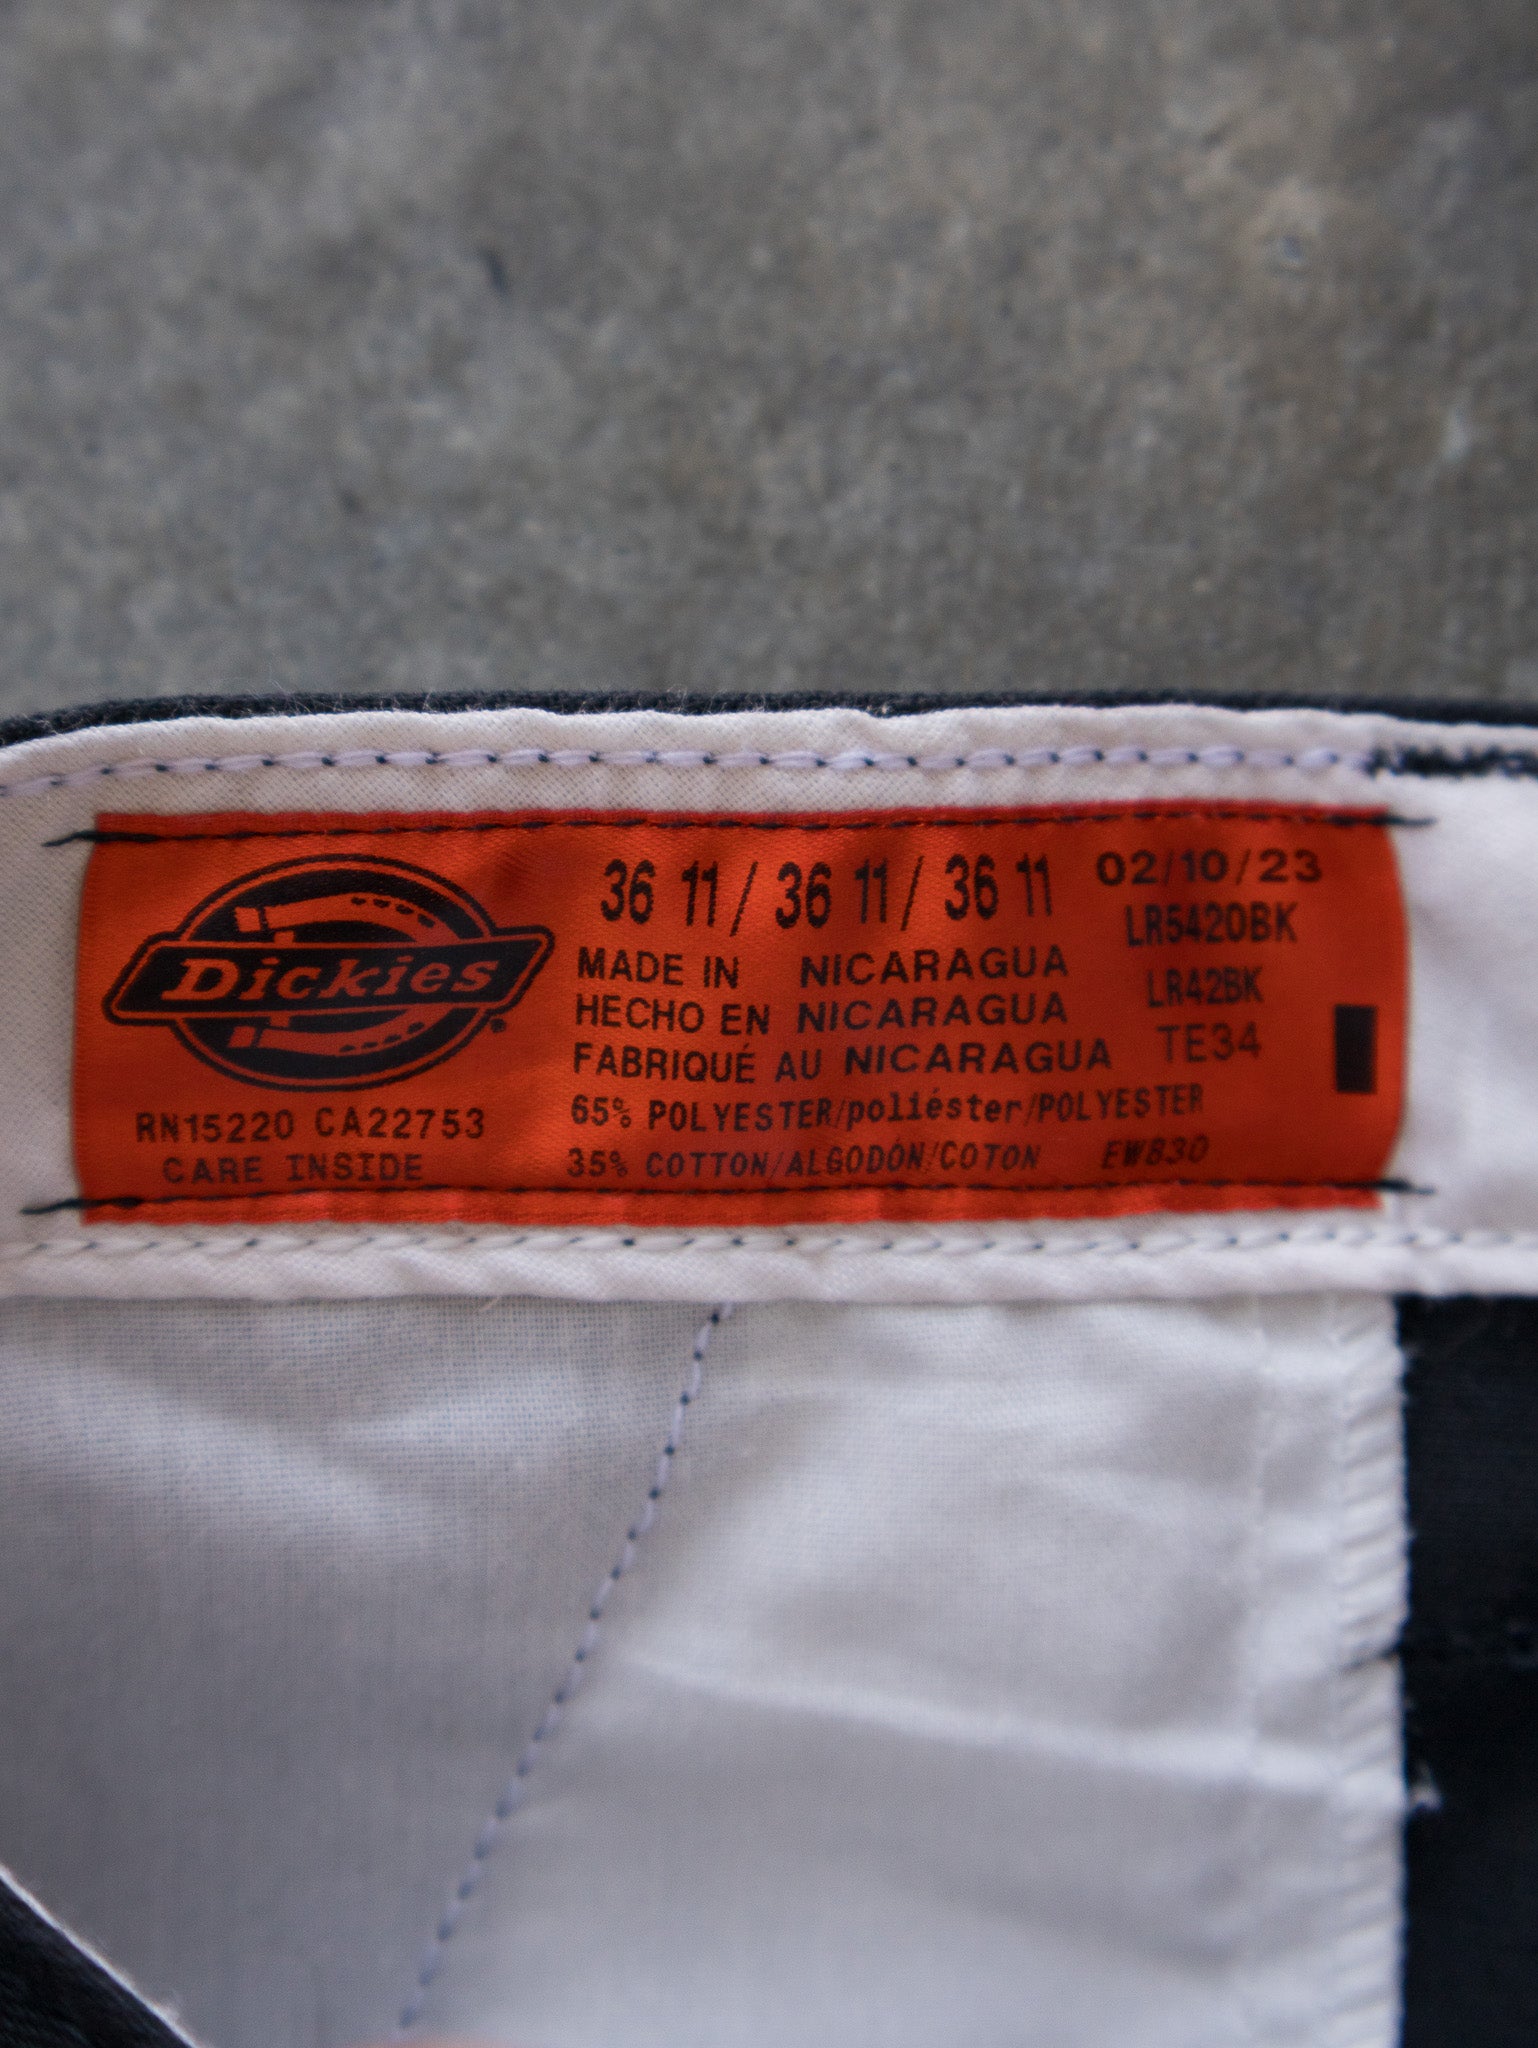 Dickies
RN15220 CA22753
CARE INSIDE
36 11 / 36 11 / 36 11
MADE IN NICARAGUA
HECHO EN NICARAGUA
FABRIQUÉ AU NICARAGUA
65% POLYESTER/poliéster/POLYESTER
35% COTTON/ALGODÓN/COTON EW830
02/10/23
LR5420BK
LR42BK
TE34